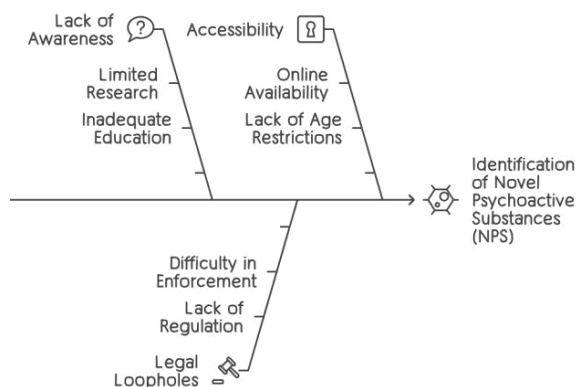 Lack of
Awareness
Accessibility
Limited
Research
Online
Availability
Inadequate
Education
Lack of Age
Restrictions
Identification
of Novel
Psychoactive
Substances
(NPS)
Difficulty in
Enforcement
Lack of
Regulation
Legal
Loopholes